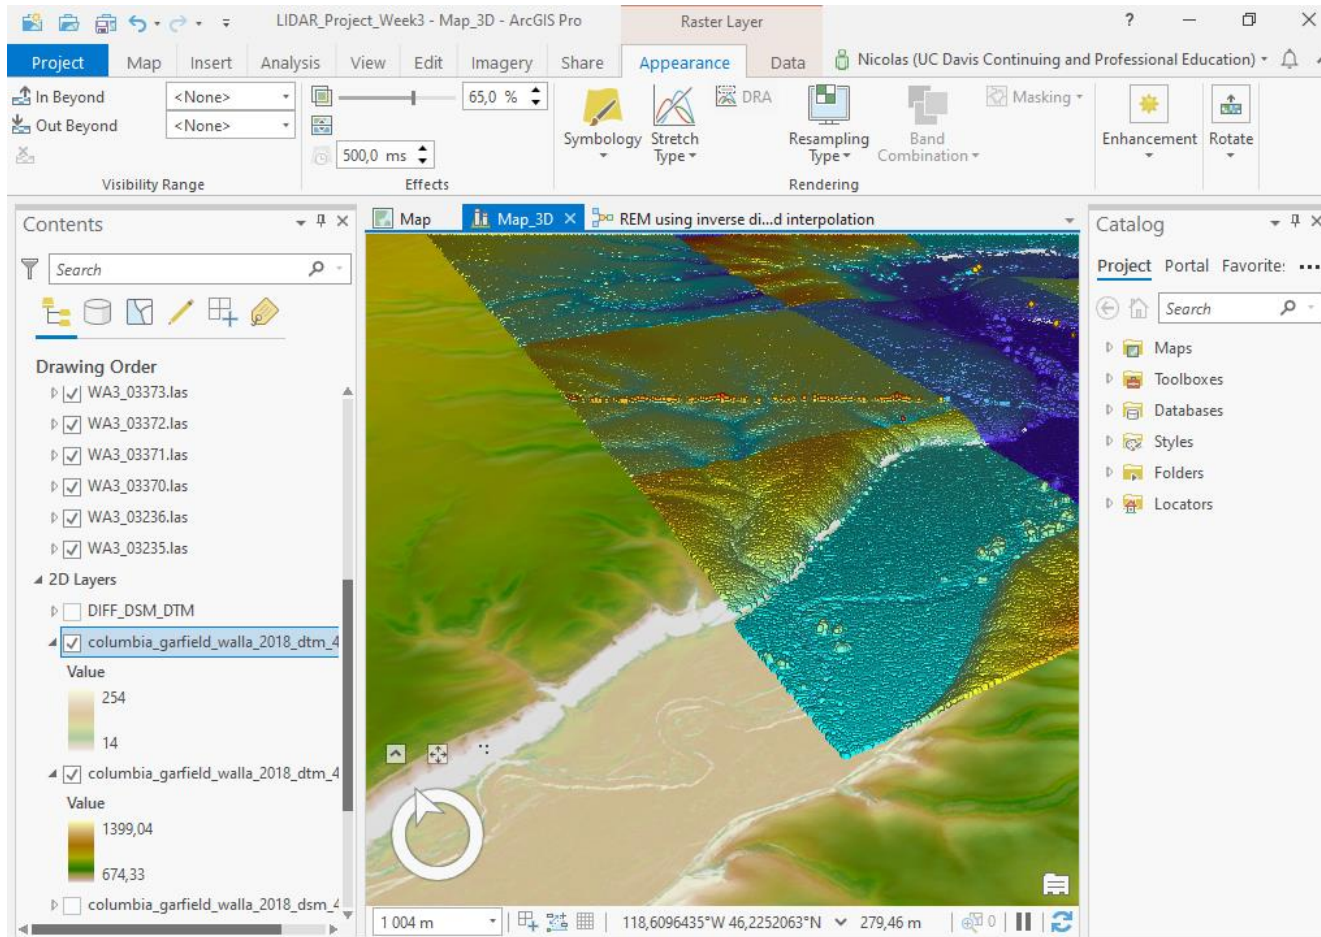 LIDAR_Project_Week3 - Map_3D - ArcGIS Pro
Raster Layer
?
Project Map Insert Analysis View Edit Imagery Share Appearance Data Nicolas (UC Davis Continuing and Professional Education)
In Beyond <None>
Out Beyond <None>
Visibility Range
65,0 %
500,0 ms
Effects
Symbology
Stretch Type
DRA
Resampling Type
Band Combination
Masking
Rendering
Enhancement
Rotate
Contents
Search
Drawing Order
WA3_03373.las
WA3_03372.las
WA3_03371.las
WA3_03370.las
WA3_03236.las
WA3_03235.las
2D Layers
DIFF_DSM_DTM
columbia_garfield_walla_2018_dtm_4
Value
254
14
columbia_garfield_walla_2018_dtm_4
Value
1399,04
674,33
columbia_garfield_walla_2018_dsm_4
Map Map_3D REM using inverse di...d interpolation
1 004 m 118,6096435°W 46,2252063°N 279,46 m 0
Catalog
Project Portal Favorite:
Search
Maps
Toolboxes
Databases
Styles
Folders
Locators